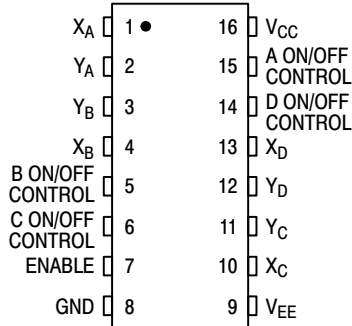 X_A 1 16 V_CC
Y_A 2 15 A ON/OFF
CONTROL
Y_B 3 14 D ON/OFF
CONTROL
X_B 4 13 X_D
B ON/OFF
CONTROL 5 12 Y_D
C ON/OFF
CONTROL 6 11 Y_C
ENABLE 7 10 X_C
GND 8 9 V_EE